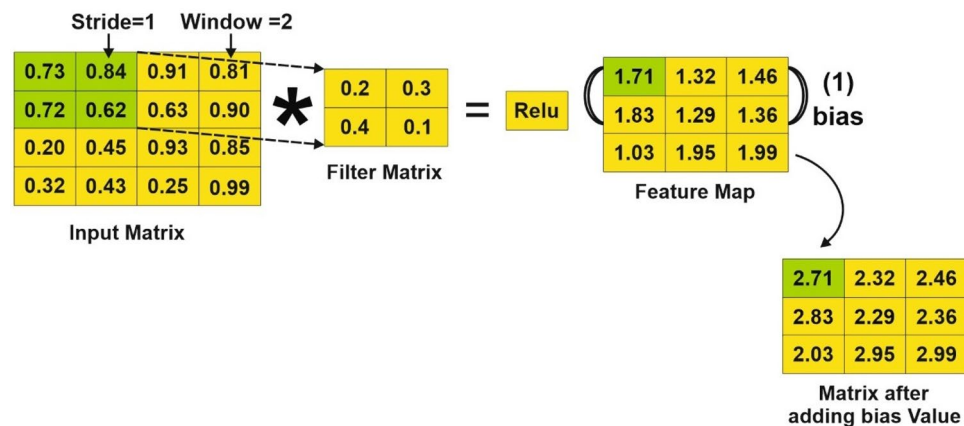 Stride=1 Window =2
0.73 0.84 0.91 0.81
0.72 0.62 0.63 0.90
0.20 0.45 0.93 0.85
0.32 0.43 0.25 0.99
Input Matrix
*
0.2 0.3
0.4 0.1
Filter Matrix
=
Relu
1.71 1.32 1.46
1.83 1.29 1.36
1.03 1.95 1.99
(1)
bias
Feature Map
2.71 2.32 2.46
2.83 2.29 2.36
2.03 2.95 2.99
Matrix after
adding bias Value